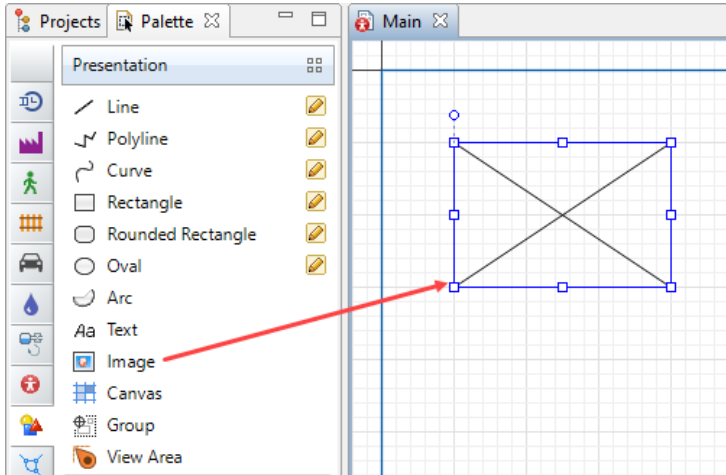 Projects
Palette
Main
Presentation
Line
Polyline
Curve
Rectangle
Rounded Rectangle
Oval
Arc
Aa Text
Image
Canvas
Group
View Area